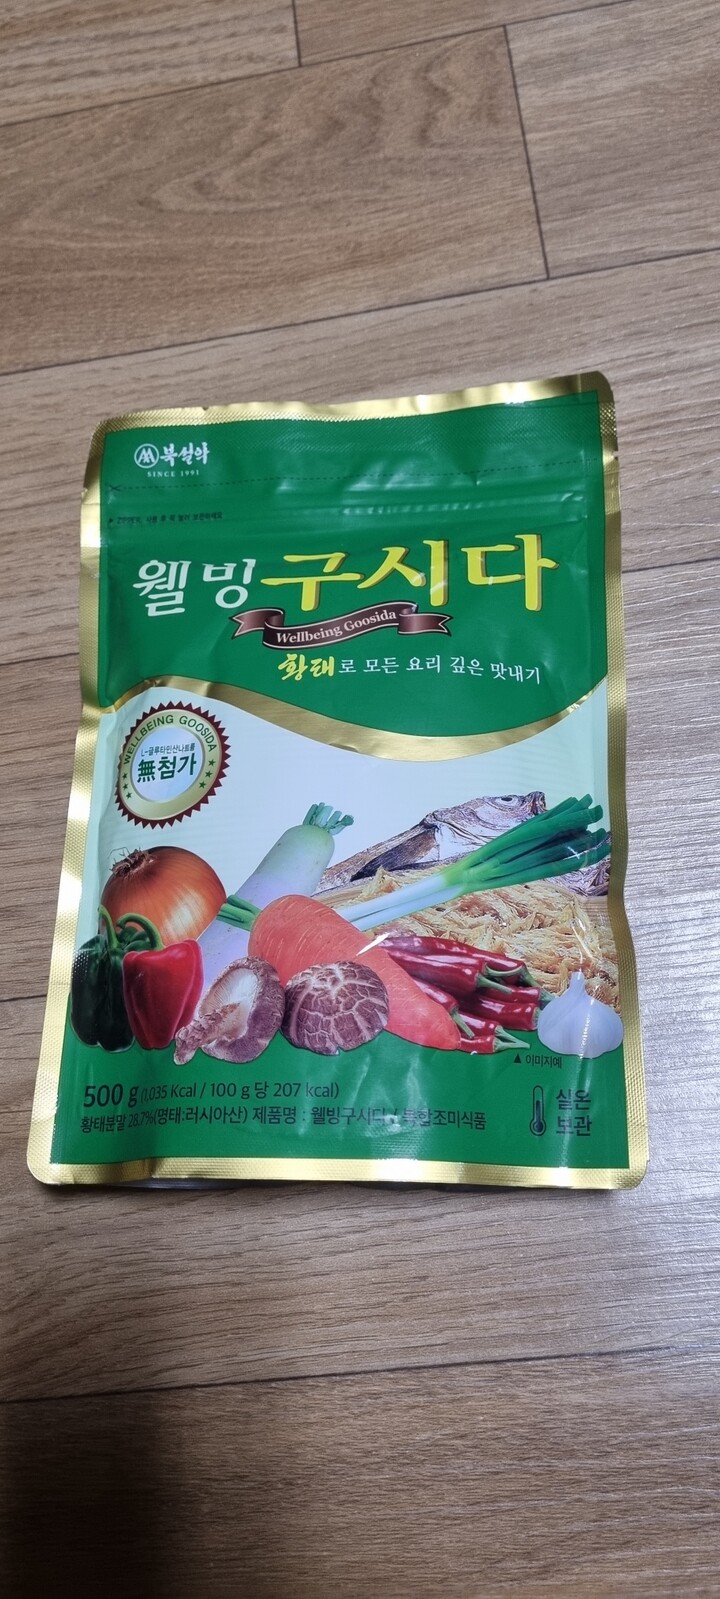 북설악
SINCE 1991
웰빙구시다
Wellbeing Goosida
황태로 모든 요리 깊은 맛내기
WELLBEING GOOSIDA
L-글루타민산나트륨
無첨가
▲ 이미지예
500 g (1,035 Kcal / 100 g 당 207 kcal)
황태분말 28.7%(명태:러시아산) 제품명 : 웰빙구시다 / 복합조미식품
실온
보관